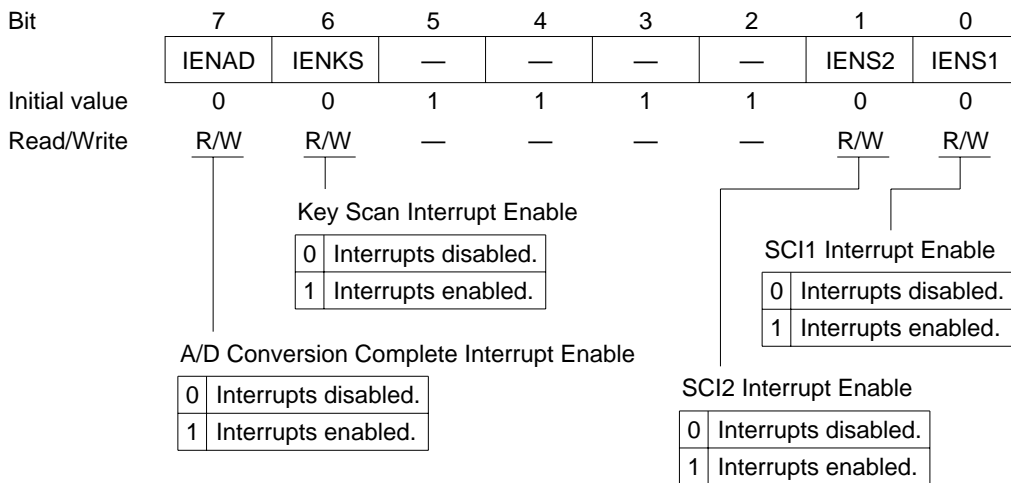 Bit 7 6 5 4 3 2 1 0
IENAD IENKS — — — — IENS2 IENS1
Initial value 0 0 1 1 1 1 0 0
Read/Write R/W R/W — — — — R/W R/W
Key Scan Interrupt Enable
0 Interrupts disabled.
1 Interrupts enabled.
SCI1 Interrupt Enable
0 Interrupts disabled.
1 Interrupts enabled.
A/D Conversion Complete Interrupt Enable
0 Interrupts disabled.
1 Interrupts enabled.
SCI2 Interrupt Enable
0 Interrupts disabled.
1 Interrupts enabled.